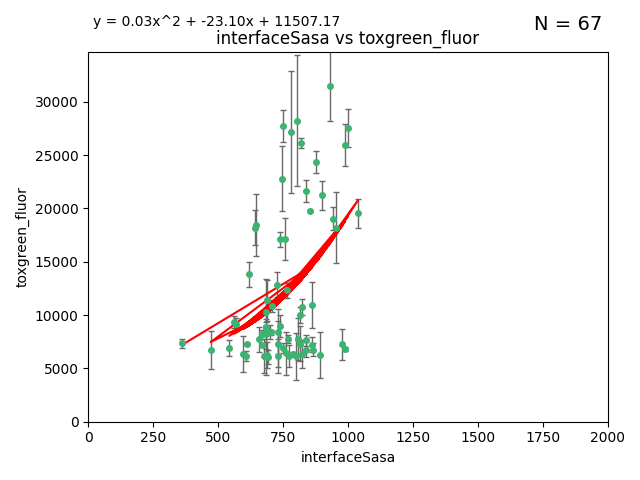 y = 0.03x^2 + -23.10x + 11507.17
N = 67
interfaceSasa vs toxgreen_fluor
30000
25000
20000
15000
10000
5000
0
toxgreen_fluor
0 250 500 750 1000 1250 1500 1750 2000
interfaceSasa